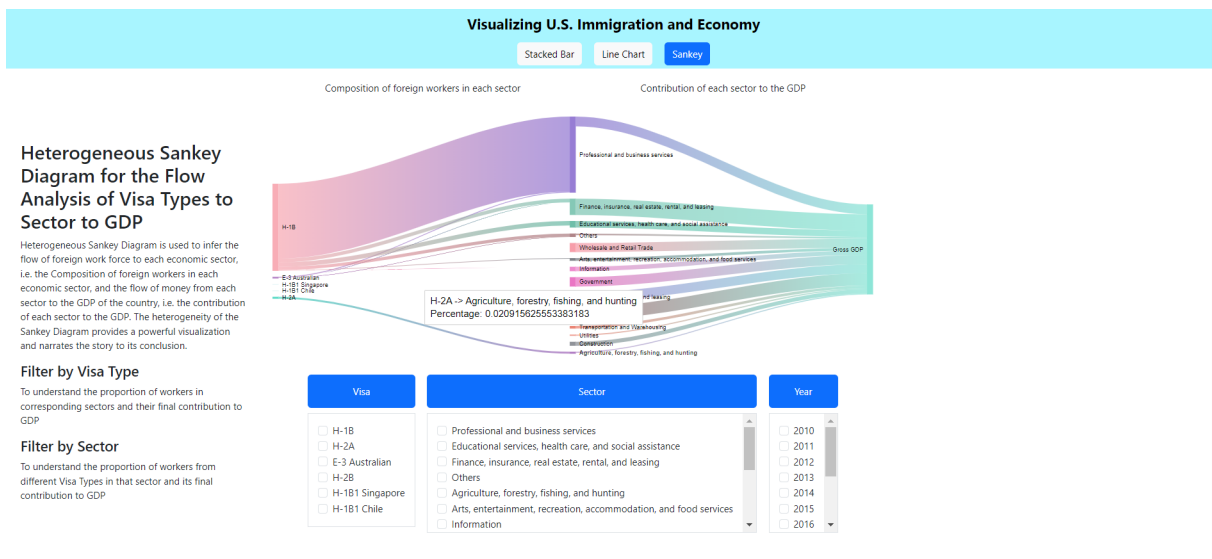 Visualizing U.S. Immigration and Economy
Stacked Bar
Line Chart
Sankey
Composition of foreign workers in each sector
Contribution of each sector to the GDP
Heterogeneous Sankey
Diagram for the Flow
Analysis of Visa Types to
Sector to GDP
Heterogeneous Sankey Diagram is used to infer the
flow of foreign work force to each economic sector,
i.e. the Composition of foreign workers in each
economic sector, and the flow of money from each
sector to the GDP of the country, i.e. the contribution
of each sector to the GDP. The heterogeneity of the
Sankey Diagram provides a powerful visualization
and narrates the story to its conclusion.
Filter by Visa Type
To understand the proportion of workers in
corresponding sectors and their final contribution to
GDP
Filter by Sector
To understand the proportion of workers from
different Visa Types in that sector and its final
contribution to GDP
H-1B
E-3 Australian
H-1B1 Singapore
H-1B1 Chile
H-2A
Professional and business services
Finance, insurance, real estate, rental, and leasing
Educational services, health care, and social assistance
Others
Wholesale and Retail Trade
Arts, entertainment, recreation, accommodation, and food services
Information
Government
nd leasing
Transportation and Warehousing
Utilities
Construction
Agriculture, forestry, fishing, and hunting
Gross GDP
H-2A -> Agriculture, forestry, fishing, and hunting
Percentage: 0.020915625553383183
Visa
H-1B
H-2A
E-3 Australian
H-2B
H-1B1 Singapore
H-1B1 Chile
Sector
Professional and business services
Educational services, health care, and social assistance
Finance, insurance, real estate, rental, and leasing
Others
Agriculture, forestry, fishing, and hunting
Arts, entertainment, recreation, accommodation, and food services
Information
Year
2010
2011
2012
2013
2014
2015
2016